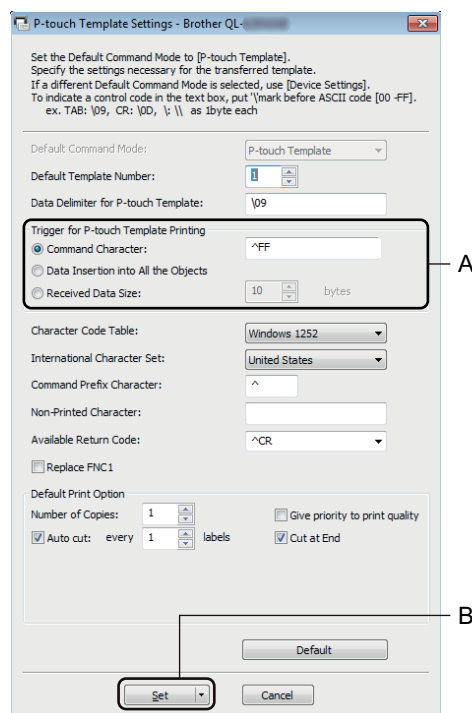 P-touch Template Settings - Brother QL-
Set the Default Command Mode to [P-touch Template].
Specify the settings necessary for the transferred template.
If a different Default Command Mode is selected, use [Device Settings].
To indicate a control code in the text box, put '\'mark before ASCII code [00 -FF].
ex. TAB: \09, CR: \0D, \: \\ as 1byte each
Default Command Mode: P-touch Template
Default Template Number: 1
Data Delimiter for P-touch Template: \09
Trigger for P-touch Template Printing
Command Character: ^FF
A
Data Insertion into All the Objects
Received Data Size: 10 bytes
Character Code Table: Windows 1252
International Character Set: United States
Command Prefix Character: ^
Non-Printed Character:
Available Return Code: ^CR
Replace FNC1
Default Print Option
Number of Copies: 1 Give priority to print quality
Auto cut: every 1 labels Cut at End
B
Default
Set Cancel